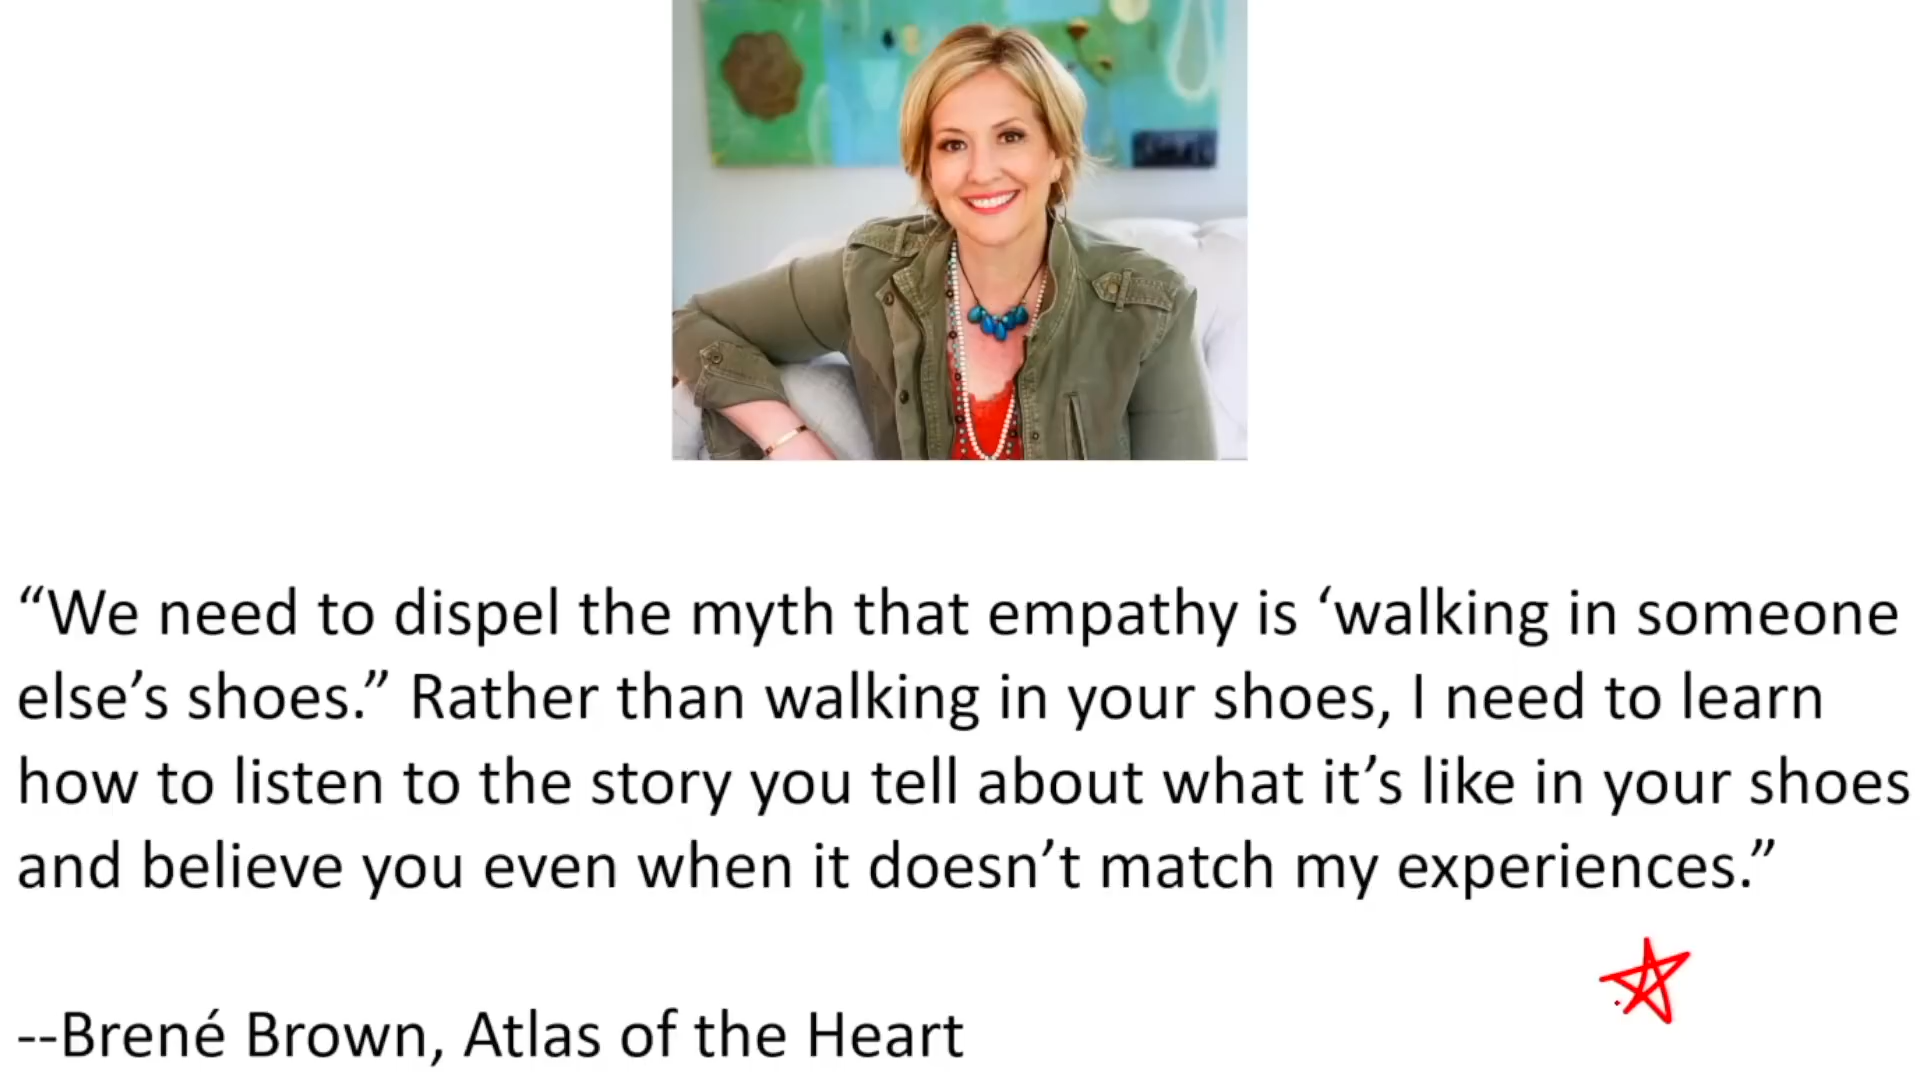 “We need to dispel the myth that empathy is ‘walking in someone
else’s shoes.” Rather than walking in your shoes, I need to learn
how to listen to the story you tell about what it’s like in your shoes
and believe you even when it doesn’t match my experiences.”
--Brené Brown, Atlas of the Heart